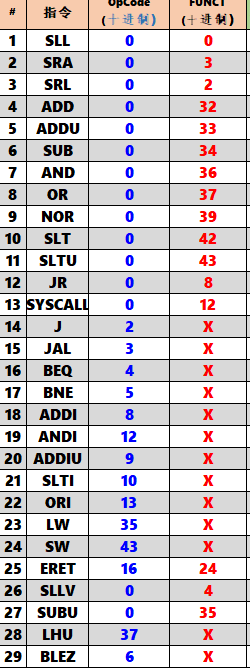 # 指令 OpCode (十进制) FUNCT (十进制)
1 SLL 0 0
2 SRA 0 3
3 SRL 0 2
4 ADD 0 32
5 ADDU 0 33
6 SUB 0 34
7 AND 0 36
8 OR 0 37
9 NOR 0 39
10 SLT 0 42
11 SLTU 0 43
12 JR 0 8
13 SYSCALL 0 12
14 J 2 X
15 JAL 3 X
16 BEQ 4 X
17 BNE 5 X
18 ADDI 8 X
19 ANDI 12 X
20 ADDIU 9 X
21 SLTI 10 X
22 ORI 13 X
23 LW 35 X
24 SW 43 X
25 ERET 16 24
26 SLLV 0 4
27 SUBU 0 35
28 LHU 37 X
29 BLEZ 6 X